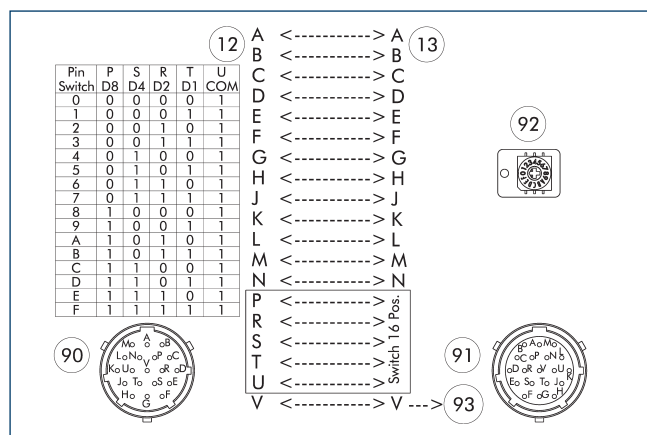 12
13
A <------------> A
B <------------> B
C <------------> C
D <------------> D
E <------------> E
F <------------> F
G <------------> G
H <------------> H
J <------------> J
K <------------> K
L <------------> L
M <------------> M
N <------------> N
P <------------>
R <------------>
S <------------>
T <------------>
U <------------>
Switch 16 Pos.
V <------------> V ---> 93
Pin P S R T U
Switch D8 D4 D2 D1 COM
0 0 0 0 0 1
1 0 0 0 1 1
2 0 0 1 0 1
3 0 0 1 1 1
4 0 1 0 0 1
5 0 1 0 1 1
6 0 1 1 0 1
7 0 1 1 1 1
8 1 0 0 0 1
9 1 0 0 1 1
A 1 0 1 0 1
B 1 0 1 1 1
C 1 1 0 0 1
D 1 1 0 1 1
E 1 1 1 0 1
F 1 1 1 1 1
92
90
A
M B
L N P C
V
K U R D
J T S E
H F
G
91
B A M
C P N L
D R V U K
E S T J
F G H